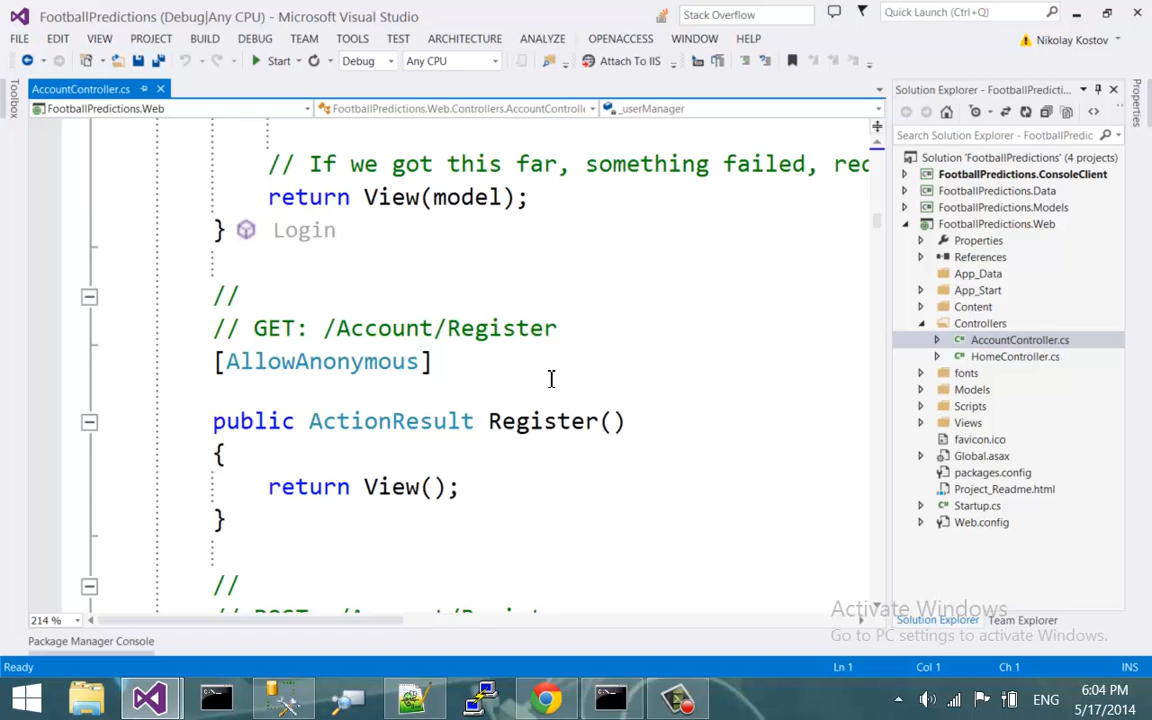 FootballPredictions (Debug|Any CPU) - Microsoft Visual Studio
Stack Overflow
Quick Launch (Ctrl+Q)
FILE EDIT VIEW PROJECT BUILD DEBUG TEAM TOOLS TEST ARCHITECTURE ANALYZE OPENACCESS WINDOW HELP
Nikolay Kostov
Start Debug Any CPU Attach To IIS
Toolbox
AccountController.cs
FootballPredictions.Web
FootballPredictions.Web.Controllers.AccountControlle
_userManager
// If we got this far, something failed, red
return View(model);
} Login
//
// GET: /Account/Register
[AllowAnonymous]
public ActionResult Register()
{
return View();
}
//
// POST: /Account/Regist
214 %
Package Manager Console
Ready
Ln 1 Col 1 Ch 1 INS
Solution Explorer - FootballPredicti...
Search Solution Explorer - FootballPredic
Solution 'FootballPredictions' (4 projects)
FootballPredictions.ConsoleClient
FootballPredictions.Data
FootballPredictions.Models
FootballPredictions.Web
Properties
References
App_Data
App_Start
Content
Controllers
AccountController.cs
HomeController.cs
fonts
Models
Scripts
Views
favicon.ico
Global.asax
packages.config
Project_Readme.html
Startup.cs
Web.config
Solution Explorer Team Explorer
Properties
Activate Windows
Go to PC settings to activate Windows.
ENG
6:04 PM
5/17/2014